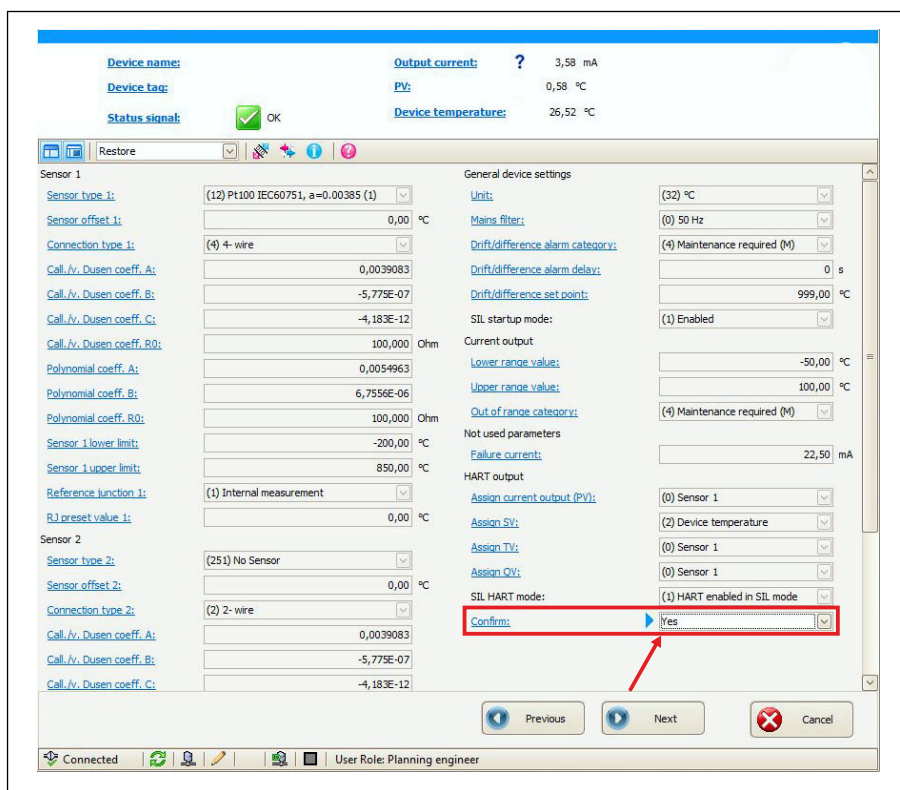 Device name:
Output current: ? 3,58 mA
Device tag:
PV: 0,58 °C
Status signal: OK
Device temperature: 26,52 °C
Restore
Sensor 1
Sensor type 1: (12) Pt100 IEC60751, a=0.00385 (1)
Sensor offset 1: 0,00 °C
Connection type 1: (4) 4- wire
Call./v. Dusen coeff. A: 0,0039083
Call./v. Dusen coeff. B: -5,775E-07
Call./v. Dusen coeff. C: -4,183E-12
Call./v. Dusen coeff. R0: 100,000 Ohm
Polynomial coeff. A: 0,0054963
Polynomial coeff. B: 6,7556E-06
Polynomial coeff. R0: 100,000 Ohm
Sensor 1 lower limit: -200,00 °C
Sensor 1 upper limit: 850,00 °C
Reference junction 1: (1) Internal measurement
RJ preset value 1: 0,00 °C
Sensor 2
Sensor type 2: (251) No Sensor
Sensor offset 2: 0,00 °C
Connection type 2: (2) 2- wire
Call./v. Dusen coeff. A: 0,0039083
Call./v. Dusen coeff. B: -5,775E-07
Call./v. Dusen coeff. C: -4,183E-12
General device settings
Unit: (32) °C
Mains filter: (0) 50 Hz
Drift/difference alarm category: (4) Maintenance required (M)
Drift/difference alarm delay: 0 s
Drift/difference set point: 999,00 °C
SIL startup mode: (1) Enabled
Current output
Lower range value: -50,00 °C
Upper range value: 100,00 °C
Out of range category: (4) Maintenance required (M)
Not used parameters
Failure current: 22,50 mA
HART output
Assign current output (PV): (0) Sensor 1
Assign SV: (2) Device temperature
Assign TV: (0) Sensor 1
Assign QV: (0) Sensor 1
SIL HART mode: (1) HART enabled in SIL mode
Confirm: Yes
Previous
Next
Cancel
Connected
User Role: Planning engineer